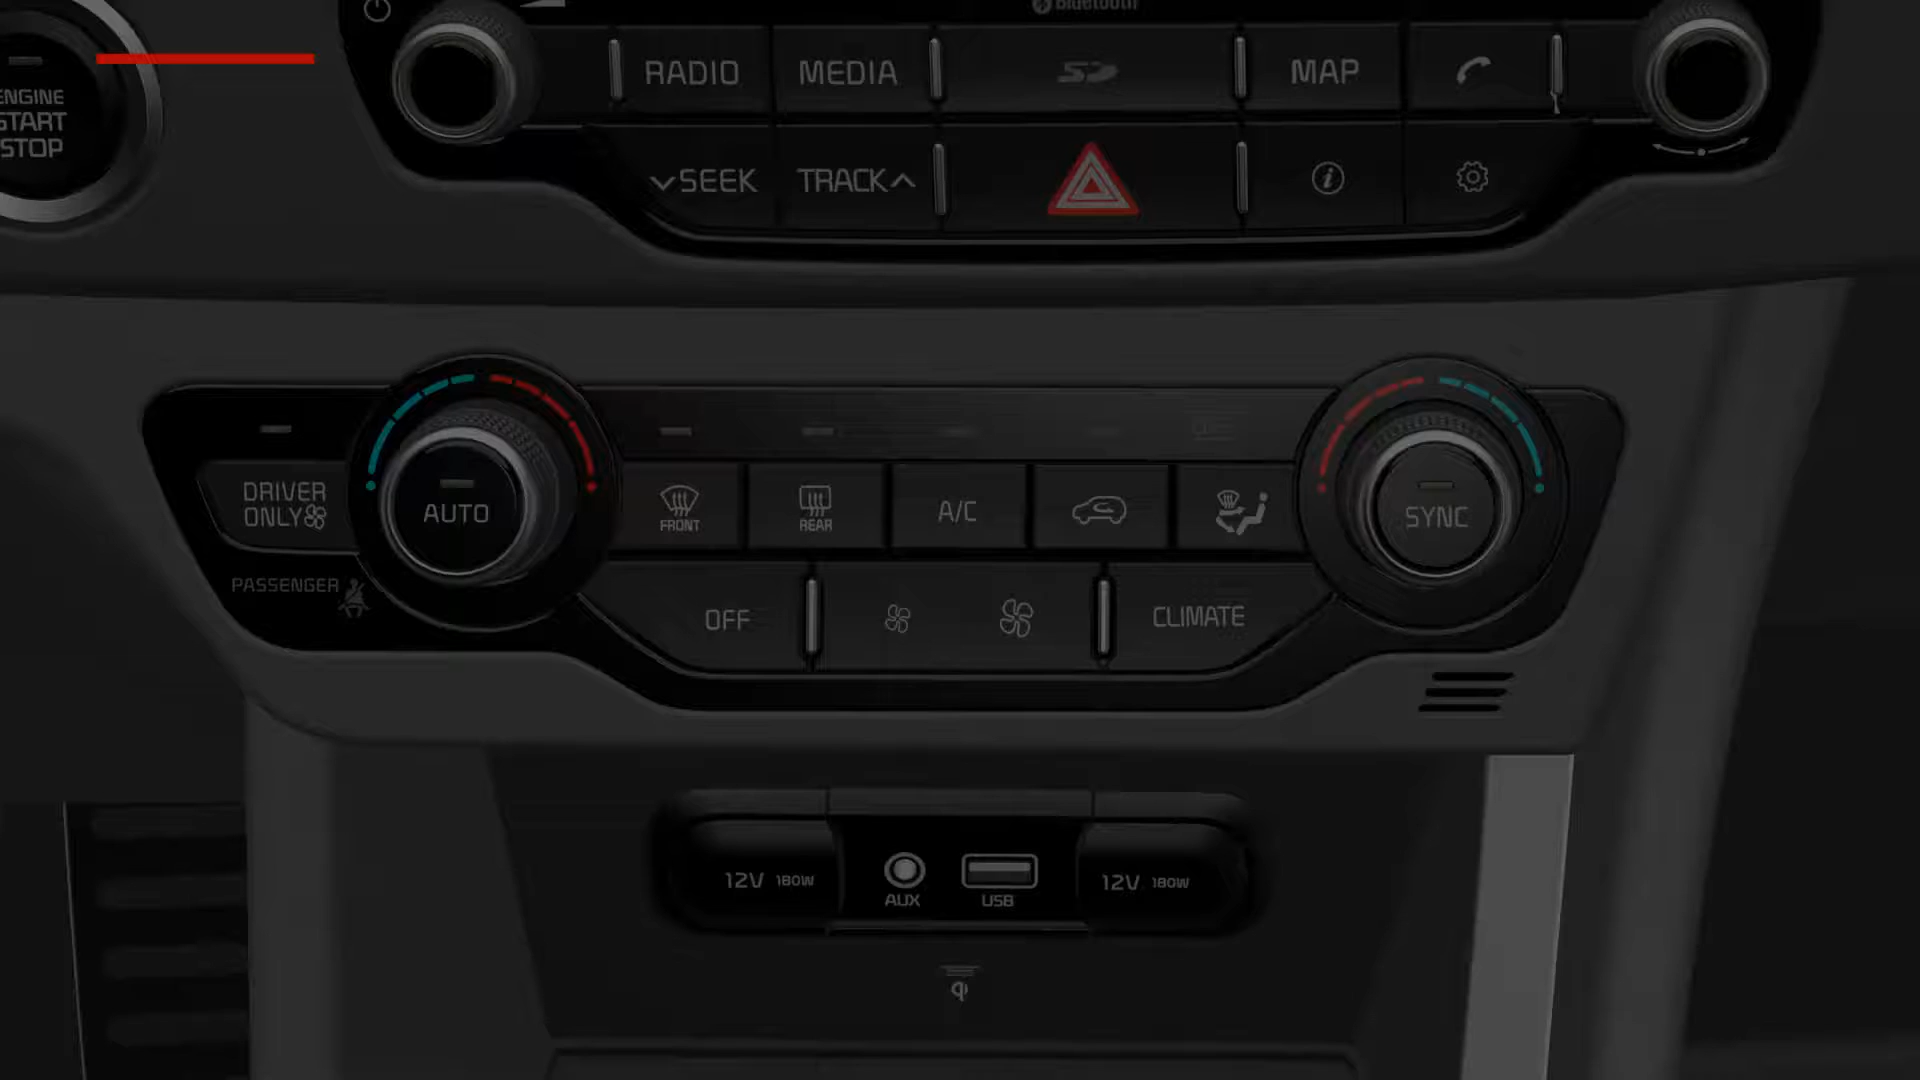 Bluetooth
ENGINE
START
STOP
RADIO
MEDIA
MAP
SEEK
TRACK
DRIVER
ONLY
AUTO
FRONT
REAR
A/C
SYNC
PASSENGER
OFF
CLIMATE
12V 180W
AUX
USB
12V 180W